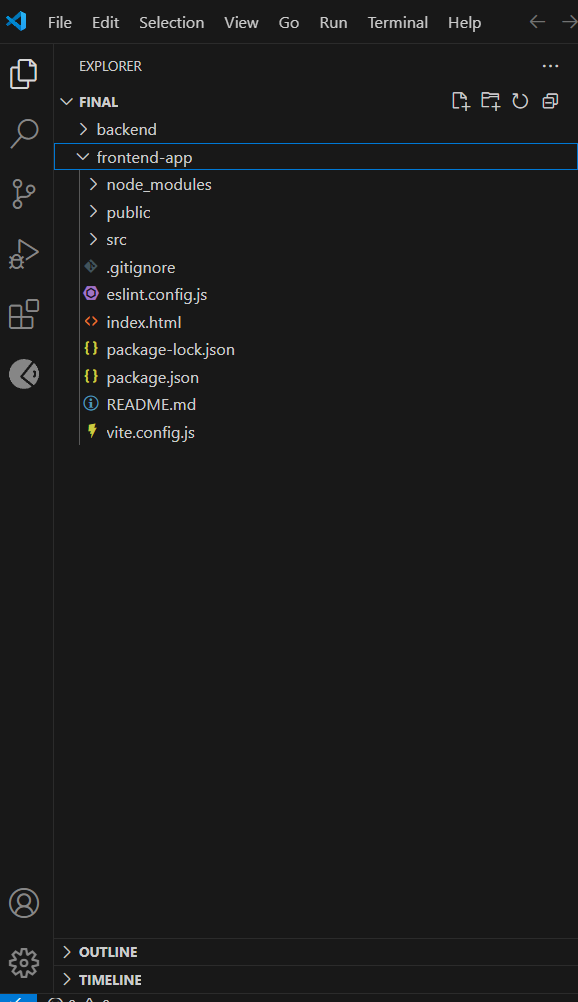 File Edit Selection View Go Run Terminal Help
EXPLORER
FINAL
backend
frontend-app
node_modules
public
src
.gitignore
eslint.config.js
index.html
package-lock.json
package.json
README.md
vite.config.js
OUTLINE
TIMELINE